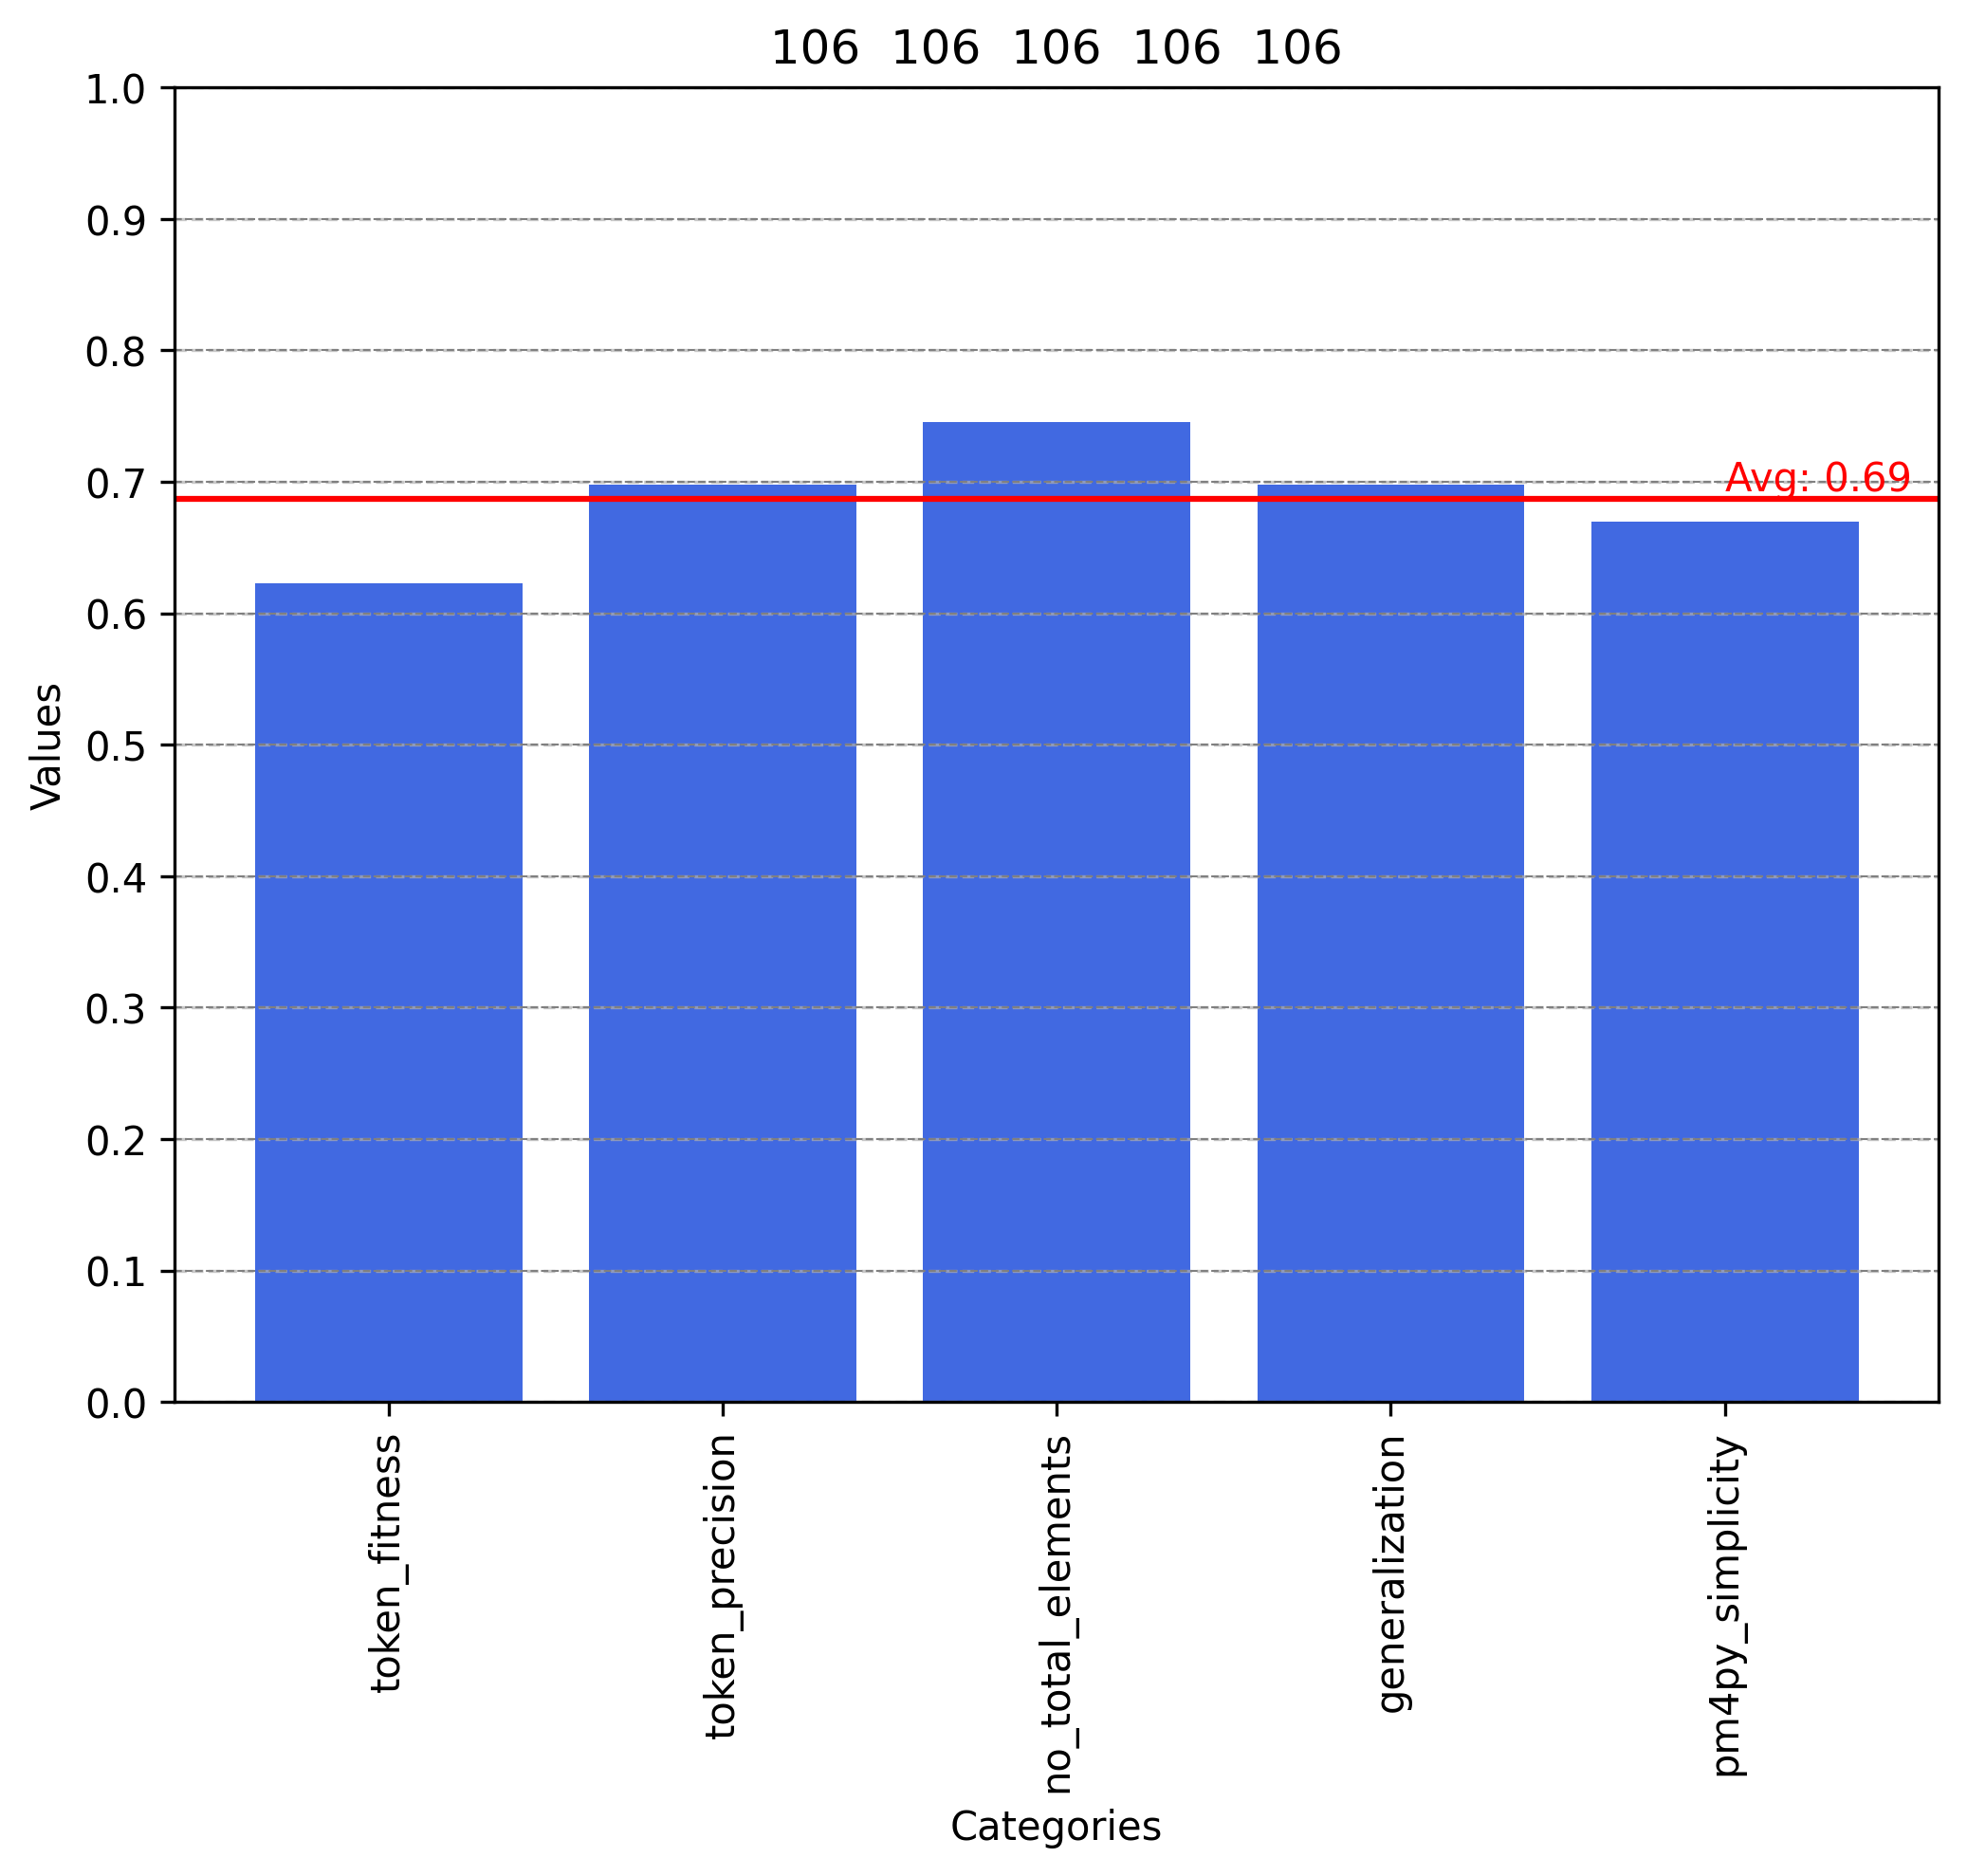 106 106 106 106 106
1.0
0.9
0.8
0.7
0.6
0.5
0.4
0.3
0.2
0.1
0.0
Values
Avg: 0.69
token_fitness
token_precision
no_total_elements
generalization
pm4py_simplicity
Categories